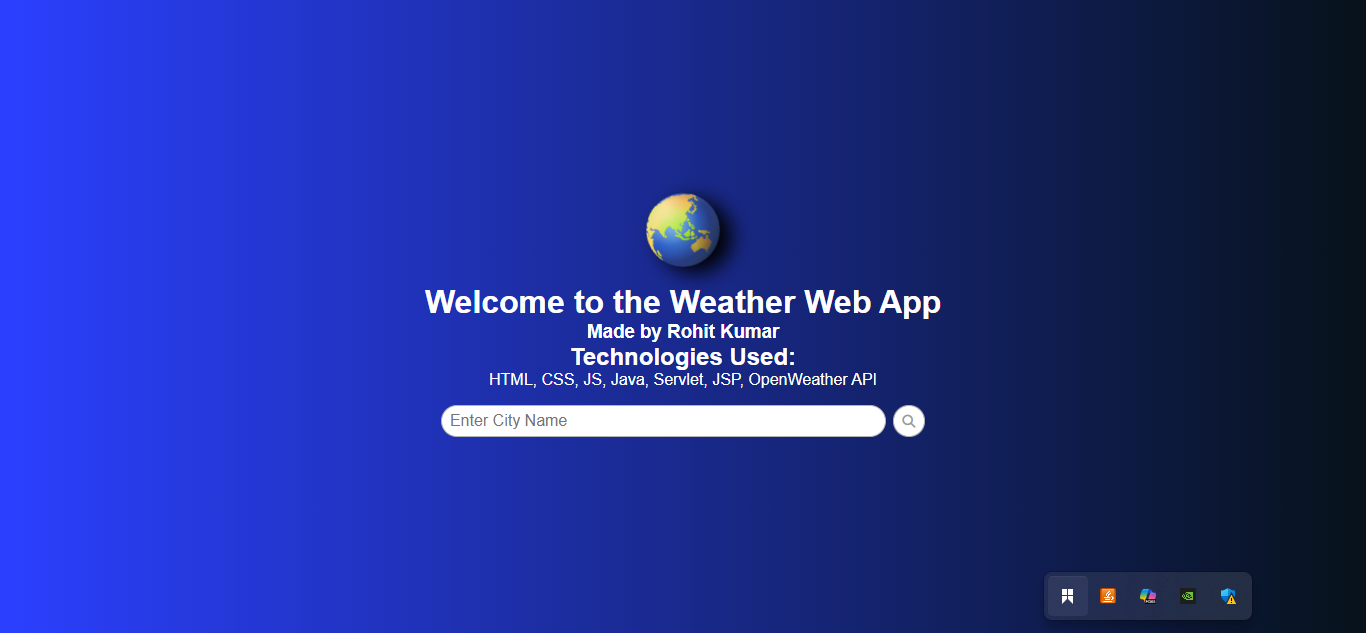 Welcome to the Weather Web App
Made by Rohit Kumar
Technologies Used:
HTML, CSS, JS, Java, Servlet, JSP, OpenWeather API
Enter City Name